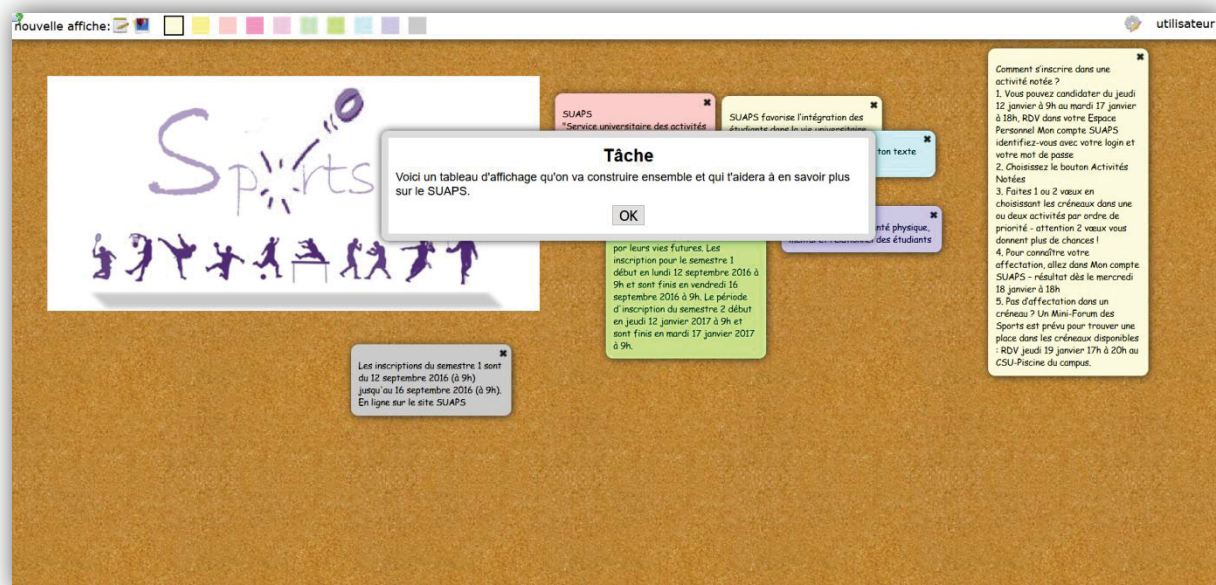 nouvelle affiche:
utilisateur
Sports
SUAPS
"Service universitaire des activités
SUAPS favorise l'intégration des
étudiants dans la vie universitaire
ton texte
Tâche
Voici un tableau d'affichage qu'on va construire ensemble et qui t'aidera à en savoir plus
sur le SUAPS.
OK
nté physique,
mental et relationnel des étudiants
por leurs vies futures. Les
inscription pour le semestre 1
début en lundi 12 septembre 2016 à
9h et sont finis en vendredi 16
septembre 2016 à 9h. Le période
d'inscription du semestre 2 début
en jeudi 12 janvier 2017 à 9h et
sont finis en mardi 17 janvier 2017
à 9h.
Les inscriptions du semestre 1 sont
du 12 septembre 2016 (à 9h)
jusqu'au 16 septembre 2016 (à 9h).
En ligne sur le site SUAPS
Comment s'inscrire dans une
activité notée ?
1. Vous pouvez candidater du jeudi
12 janvier à 9h au mardi 17 janvier
à 18h, RDV dans votre Espace
Personnel Mon compte SUAPS
identifiez-vous avec votre login et
votre mot de passe
2. Choisissez le bouton Activités
Notées
3. Faites 1 ou 2 vœux en
choisissant les créneaux dans une
ou deux activités par ordre de
priorité - attention 2 vœux vous
donnent plus de chances !
4. Pour connaître votre
affectation, allez dans Mon compte
SUAPS - résultat dès le mercredi
18 janvier à 18h
5. Pas d'affectation dans un
créneau ? Un Mini-Forum des
Sports est prévu pour trouver une
place dans les créneaux disponibles
: RDV jeudi 19 janvier 17h à 20h au
CSU-Piscine du campus.